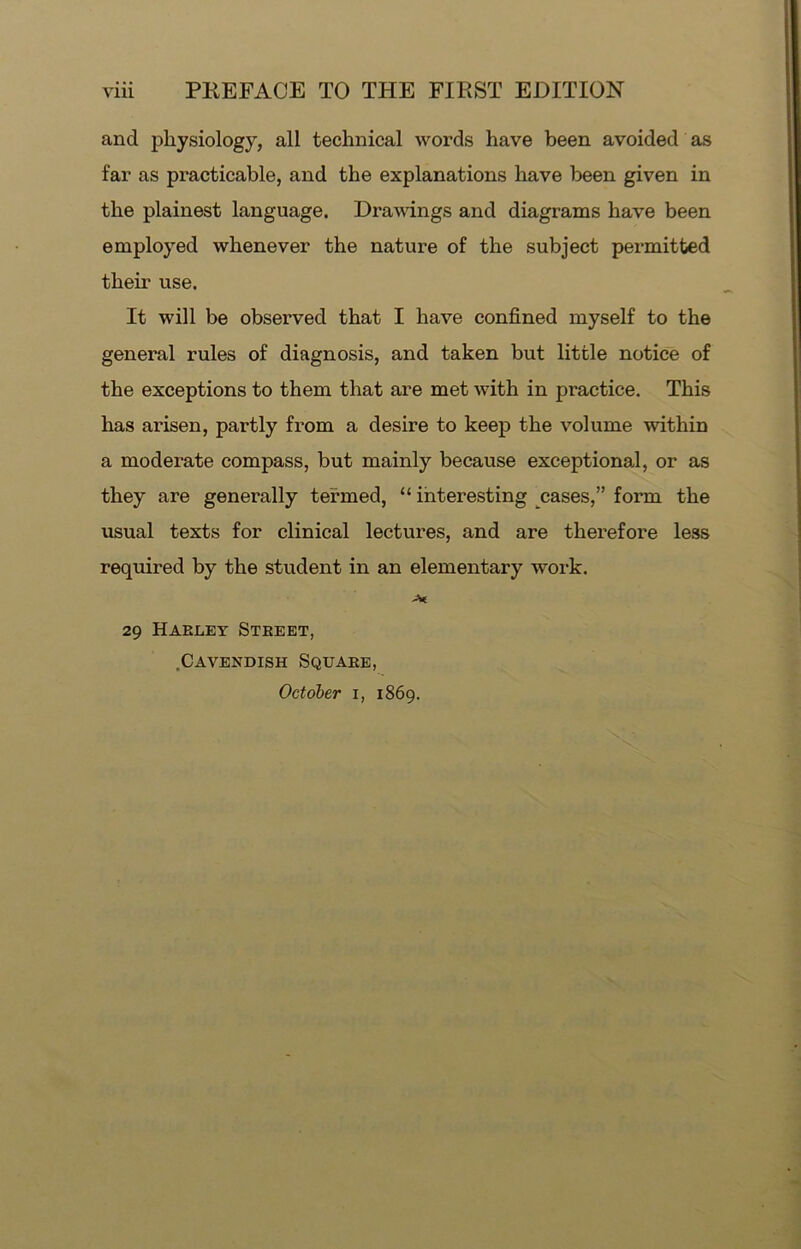 viii PREFACE TO THE FIRST EDITION
and physiology, all technical words have been avoided as
far as practicable, and the explanations have been given in
the plainest language. Drawings and diagrams have been
employed whenever the nature of the subject permitted
their use.
It will be observed that I have confined myself to the
general rules of diagnosis, and taken but little notice of
the exceptions to them that are met with in practice. This
has arisen, partly from a desire to keep the volume within
a moderate compass, but mainly because exceptional, or as
they are generally termed, “interesting cases,” form the
usual texts for clinical lectures, and are therefore less
required by the student in an elementary work.
29 Harley Street,
Cavendish Square,
October 1, 1869.